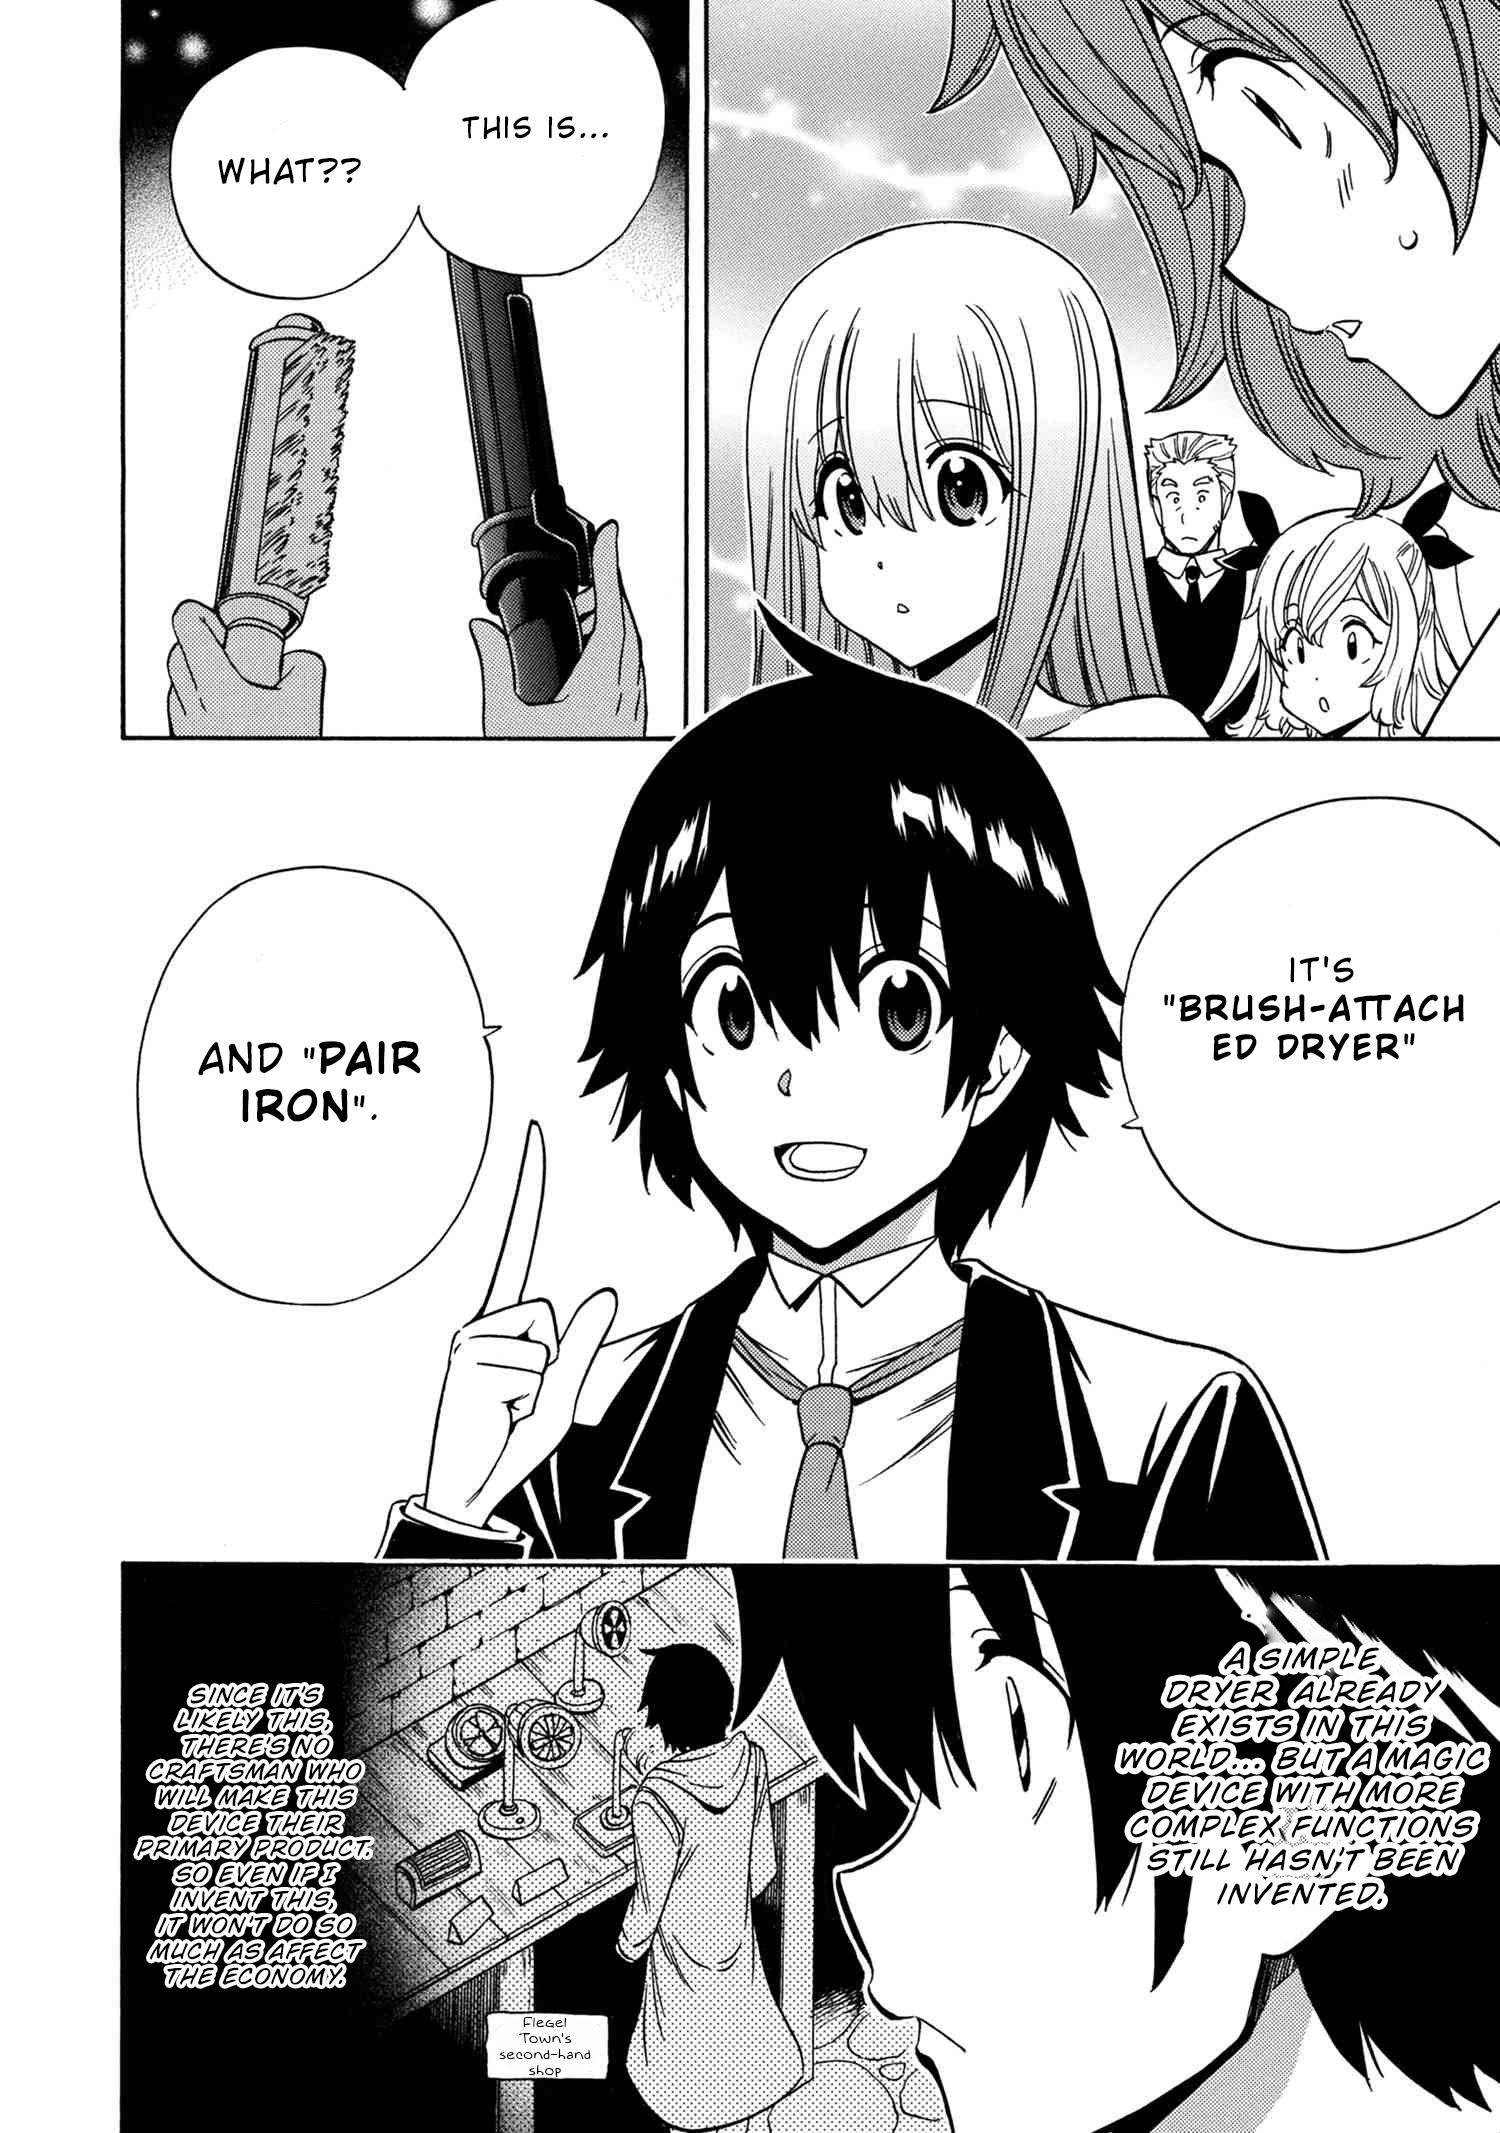 THIS IS...
WHAT??
IT'S
"BRUSH-ATTACH
ED DRYER"
AND "PAIR
IRON".
A SIMPLE
DRYER ALREADY
EXISTS IN THIS
WORLD... BUT A MAGIC
DEVICE WITH MORE
COMPLEX FUNCTIONS
STILL HASN'T BEEN
INVENTED.
SINCE IT'S
LIKELY THIS,
THERE'S NO
CRAFTSMAN WHO
WILL MAKE THIS
DEVICE THEIR
PRIMARY PRODUCT.
SO EVEN IF I
INVENT THIS,
IT WON'T DO SO
MUCH AS AFFECT
THE ECONOMY.
Flegel
Town's
second-hand
shop